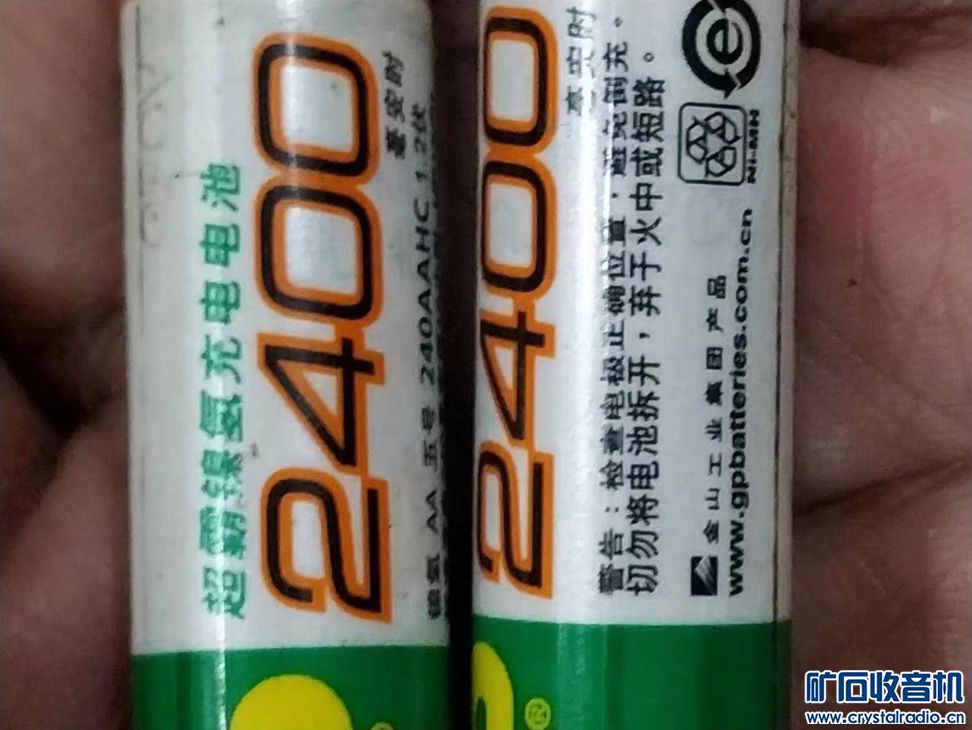 超霸镍氢充电电池
2400
毫安时
镍氢 AA 五号 240AAHC 1.2伏
2400
毫安时
警告:检查电极正确位置,避免倒充。
切勿将电池拆开,弃于火中或短路。
金山工业集团产品
www.gpbatteries.com.cn
e
Ni-MH
®
矿石收音机
www.crystalradio.cn